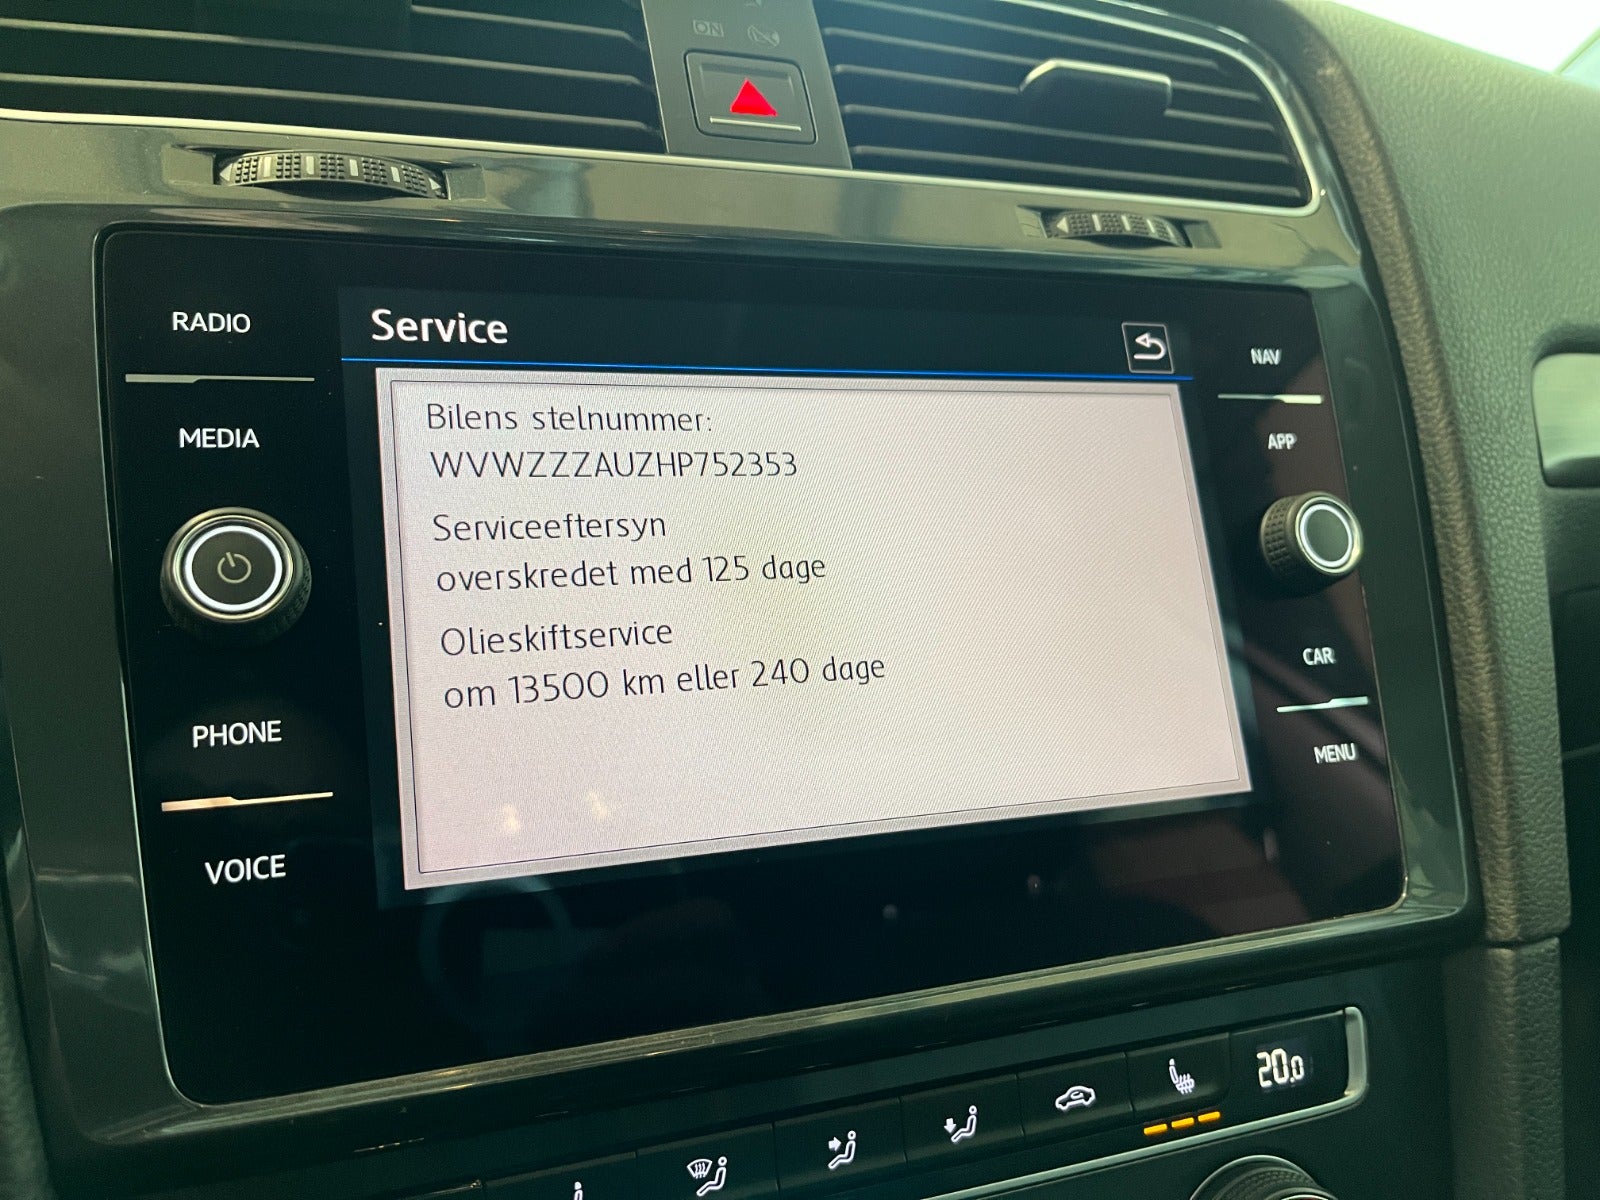 ON
RADIO
MEDIA
PHONE
VOICE
Service
Bilens stelnummer:
WVWZZZAUZHP752353
Serviceeftersyn
overskredet med 125 dage
Olieskiftservice
om 13500 km eller 240 dage
NAV
APP
CAR
MENU
20.0